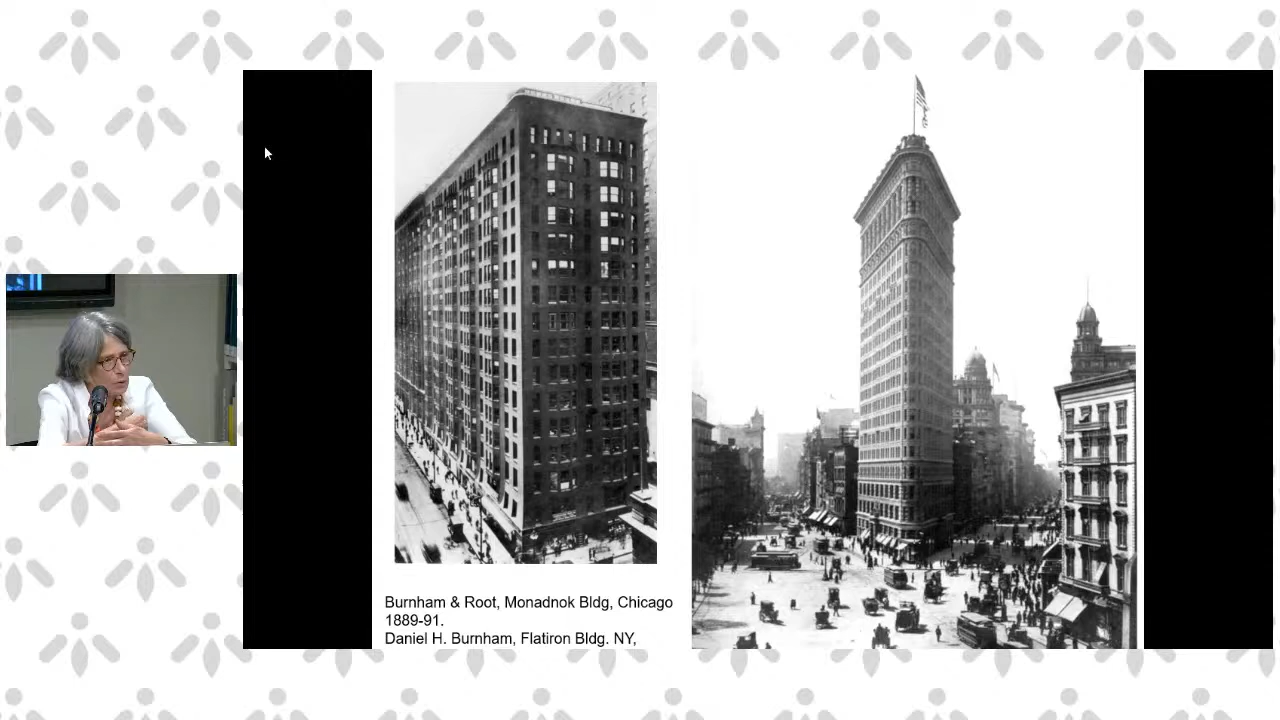 Burnham & Root, Monadnok Bldg, Chicago
1889-91.
Daniel H. Burnham, Flatiron Bldg. NY,